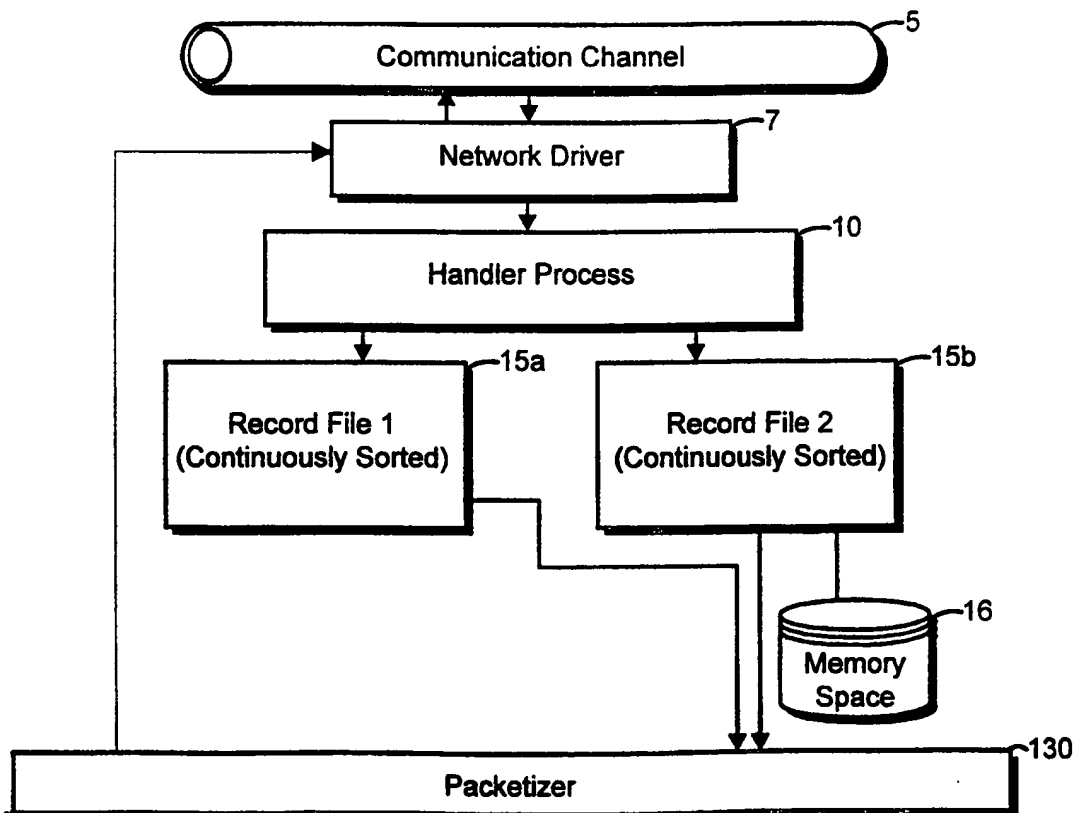 5
Communication Channel
7
Network Driver
10
Handler Process
15a
Record File 1
(Continuously Sorted)
15b
Record File 2
(Continuously Sorted)
16
Memory
Space
130
Packetizer